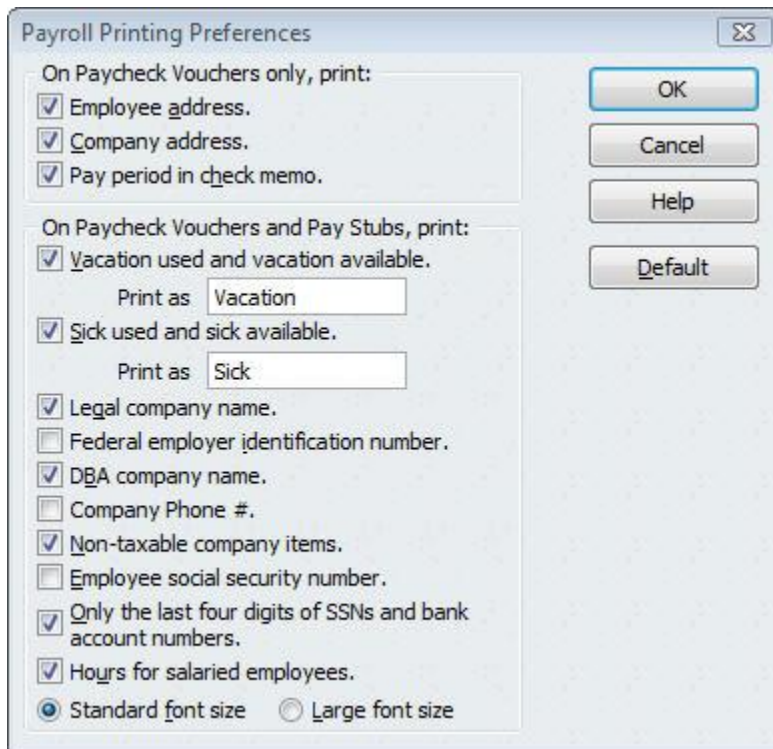 Payroll Printing Preferences
On Paycheck Vouchers only, print:
Employee address.
Company address.
Pay period in check memo.
OK
Cancel
Help
Default
On Paycheck Vouchers and Pay Stubs, print:
Vacation used and vacation available.
Print as Vacation
Sick used and sick available.
Print as Sick
Legal company name.
Federal employer identification number.
DBA company name.
Company Phone #.
Non-taxable company items.
Employee social security number.
Only the last four digits of SSNs and bank
account numbers.
Hours for salaried employees.
Standard font size Large font size